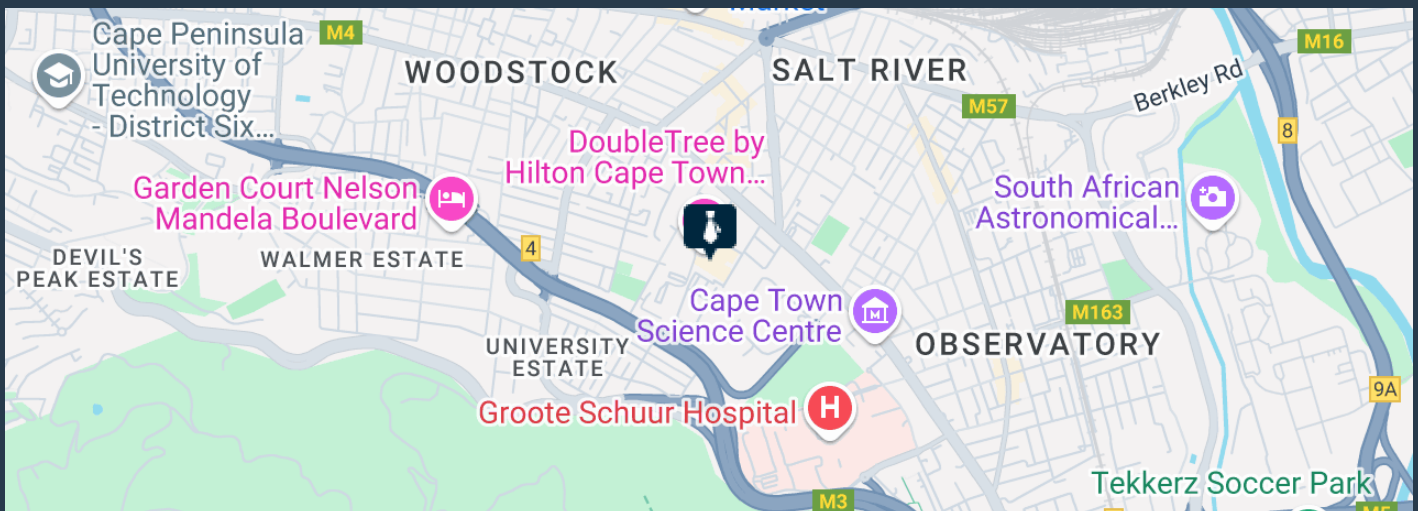 Market
Cape Peninsula
University of
Technology
- District Six...
M4
WOODSTOCK
SALT RIVER
M16
Berkley Rd
M57
8
DoubleTree by
Hilton Cape Town...
Garden Court Nelson
Mandela Boulevard
South African
Astronomical...
DEVIL'S
PEAK ESTATE
WALMER ESTATE
4
Cape Town
Science Centre
M
M163
OBSERVATORY
UNIVERSITY
ESTATE
9A
Groote Schuur Hospital
H
Tekkerz Soccer Park
M3
M5